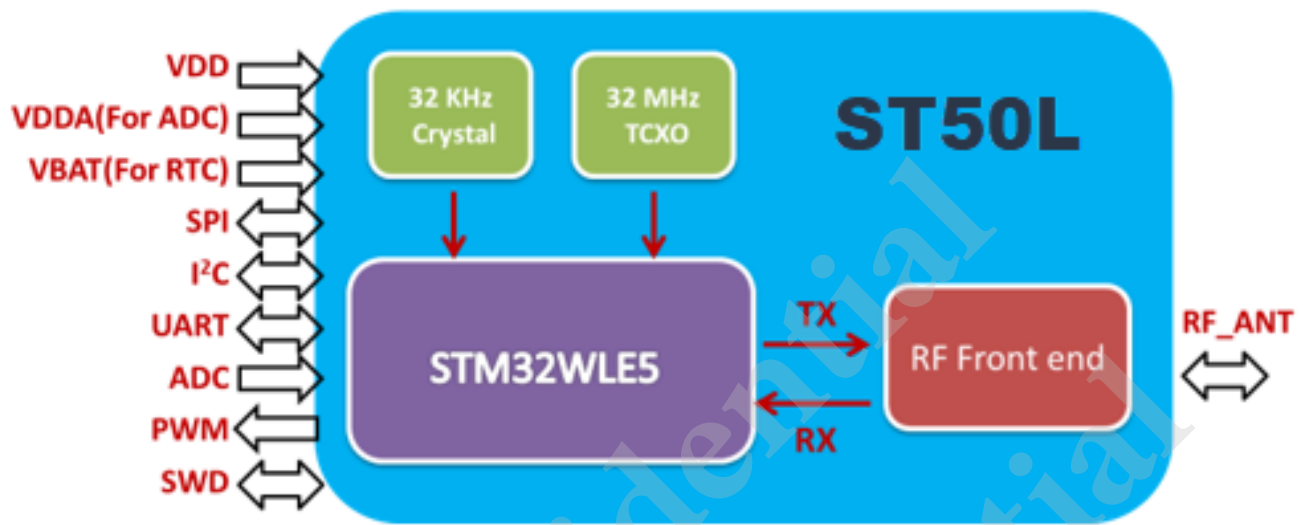 VDD
VDDA(For ADC)
VBAT(For RTC)
SPI
I²C
UART
ADC
PWM
SWD
32 KHz
Crystal
32 MHz
TCXO
ST50L
STM32WLE5
TX
RX
RF Front end
RF_ANT